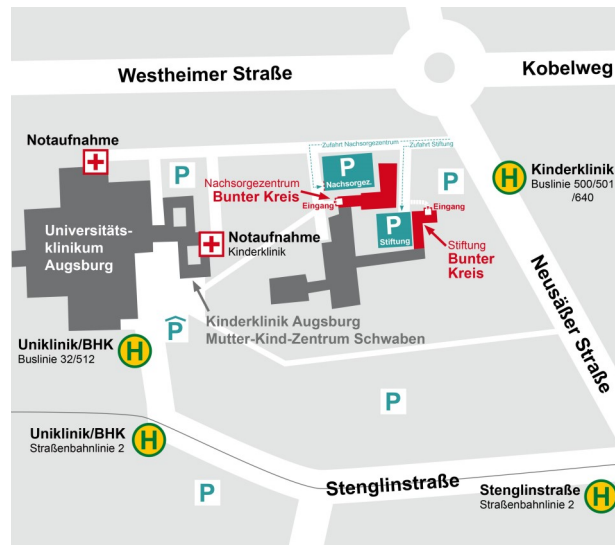 Westheimer Straße
Kobelweg
Notaufnahme
Zufahrt Nachsorgezentrum
Zufahrt Stiftung
P
P
Nachsorgez.
P
H
Kinderklinik
Buslinie 500/501
/640
Nachsorgezentrum
Bunter Kreis
Eingang
Eingang
P
Stiftung
Universitäts-
klinikum
Augsburg
Notaufnahme
Kinderklinik
Stiftung
Bunter
Kreis
Neusäßer Straße
P
Kinderklinik Augsburg
Mutter-Kind-Zentrum Schwaben
Uniklinik/BHK
Buslinie 32/512
H
P
Uniklinik/BHK
Straßenbahnlinie 2
H
P
Stenglinstraße
Stenglinstraße
Straßenbahnlinie 2
H